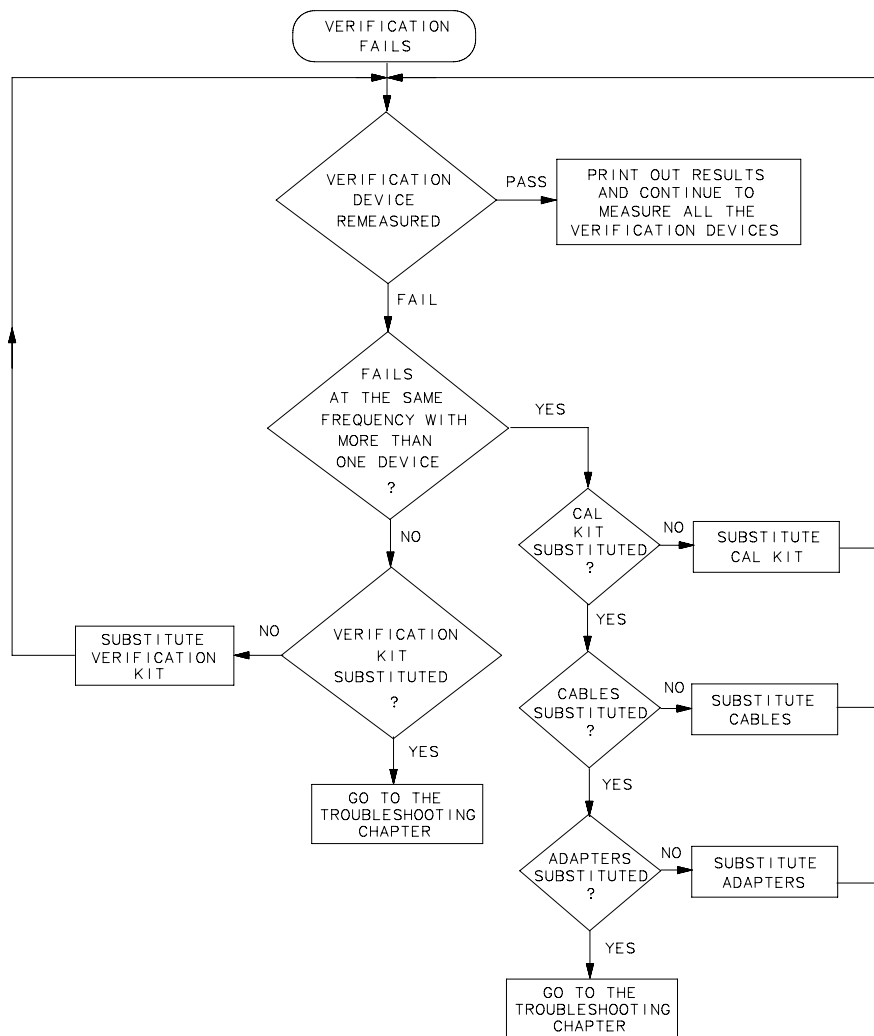 VERIFICATION
FAILS
VERIFICATION
DEVICE
REMEASURED
PASS
PRINT OUT RESULTS
AND CONTINUE TO
MEASURE ALL THE
VERIFICATION DEVICES
FAIL
FAILS
AT THE SAME
FREQUENCY WITH
MORE THAN
ONE DEVICE
?
YES
NO
CAL
KIT
SUBSTITUTED
?
NO
SUBSTITUTE
CAL KIT
YES
VERIFICATION
KIT
SUBSTITUTED
?
NO
SUBSTITUTE
VERIFICATION
KIT
YES
GO TO THE
TROUBLESHOOTING
CHAPTER
CABLES
SUBSTITUTED
?
NO
SUBSTITUTE
CABLES
YES
ADAPTERS
SUBSTITUTED
?
NO
SUBSTITUTE
ADAPTERS
YES
GO TO THE
TROUBLESHOOTING
CHAPTER